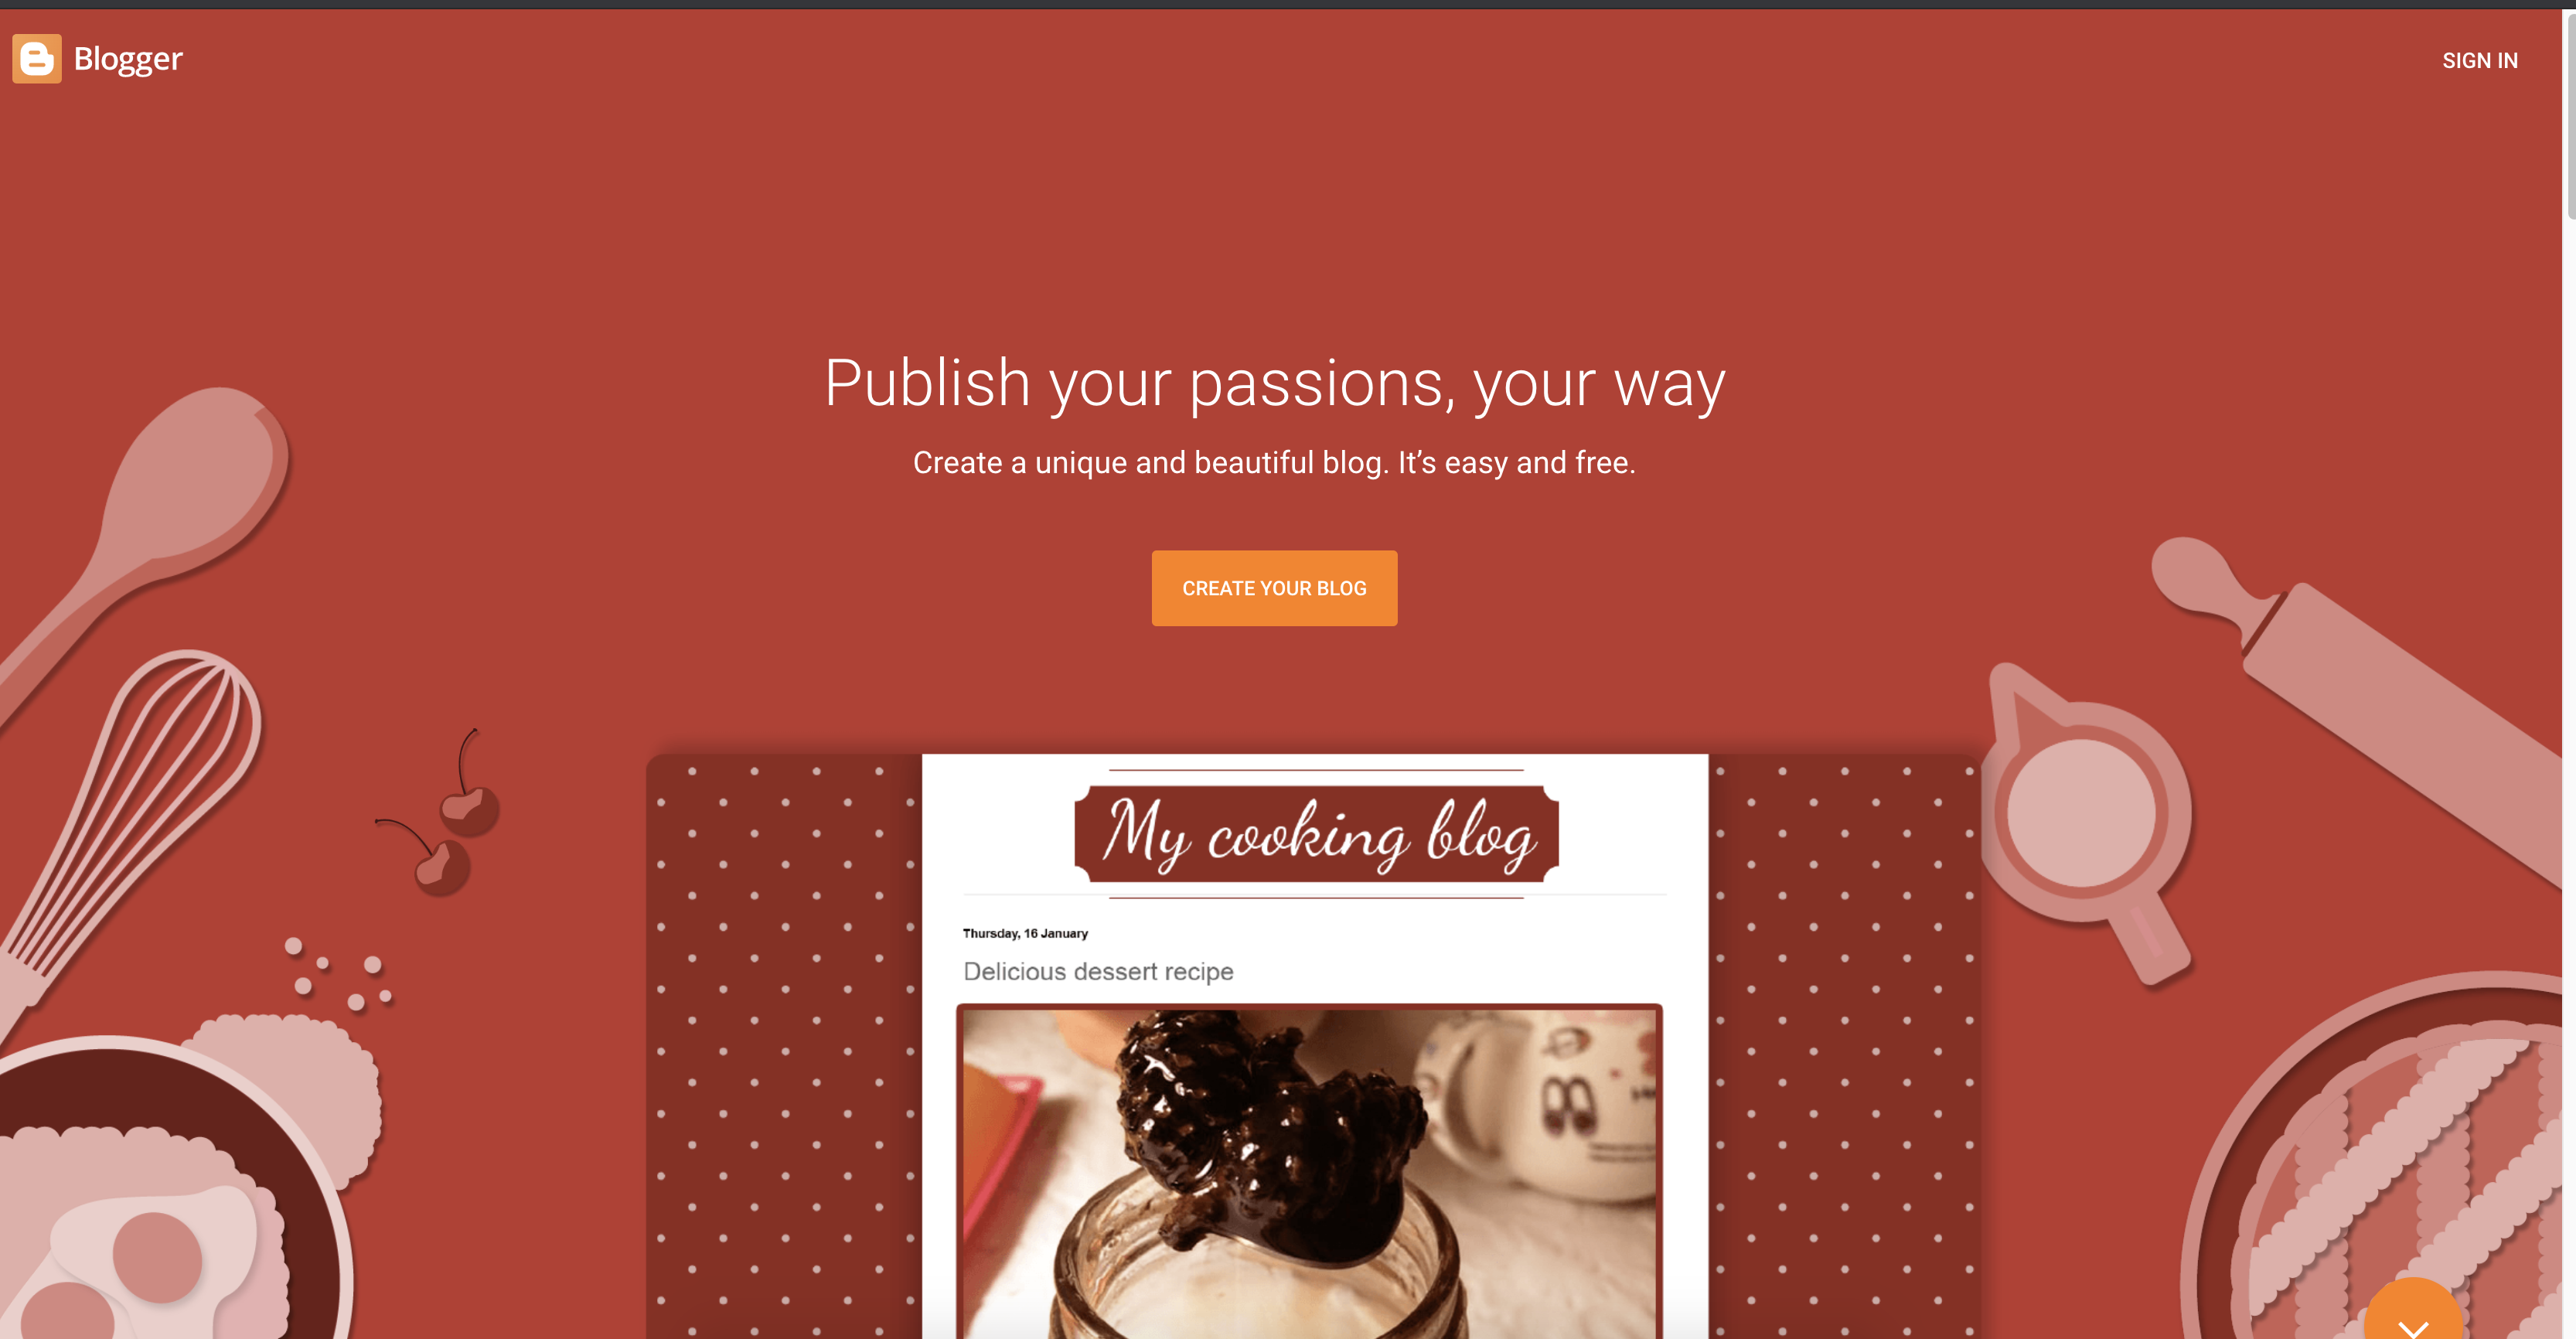 Blogger
SIGN IN
Publish your passions, your way
Create a unique and beautiful blog. It’s easy and free.
CREATE YOUR BLOG
My cooking blog
Thursday, 16 January
Delicious dessert recipe